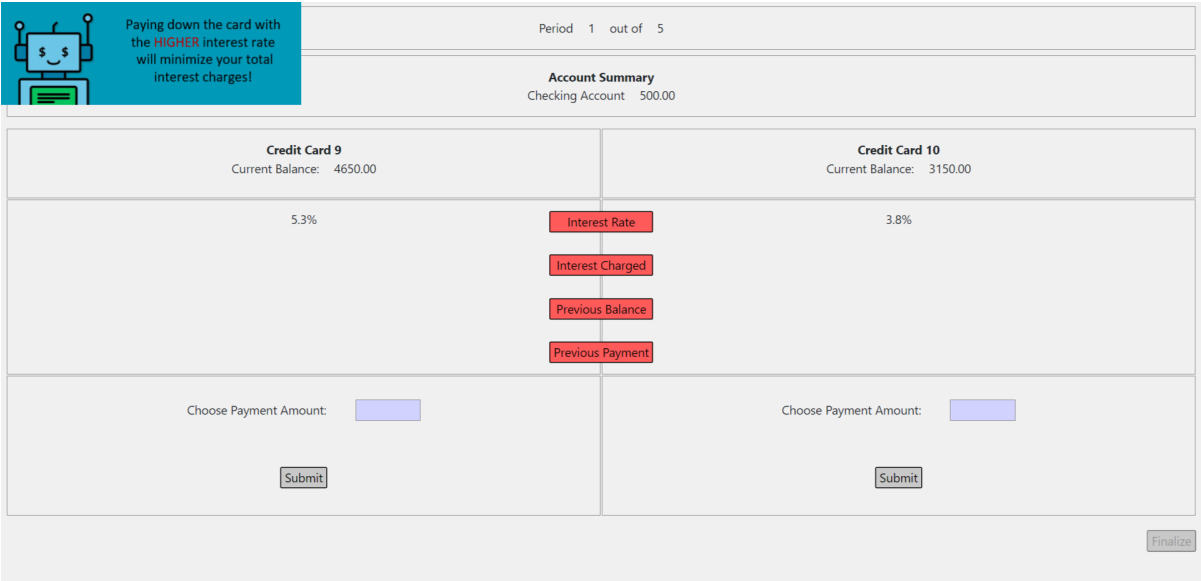 Paying down the card with
the HIGHER interest rate
will minimize your total
interest charges!
$ $
Period 1 out of 5
Account Summary
Checking Account 500.00
Credit Card 9
Current Balance: 4650.00
Credit Card 10
Current Balance: 3150.00
5.3% Interest Rate 3.8%
Interest Charged
Previous Balance
Previous Payment
Choose Payment Amount:
Submit
Choose Payment Amount:
Submit
Finalize